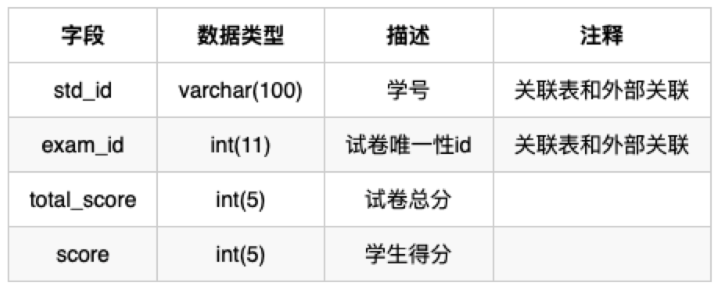 字段 数据类型 描述 注释
std_id varchar(100) 学号 关联表和外部关联
exam_id int(11) 试卷唯一性id 关联表和外部关联
total_score int(5) 试卷总分
score int(5) 学生得分